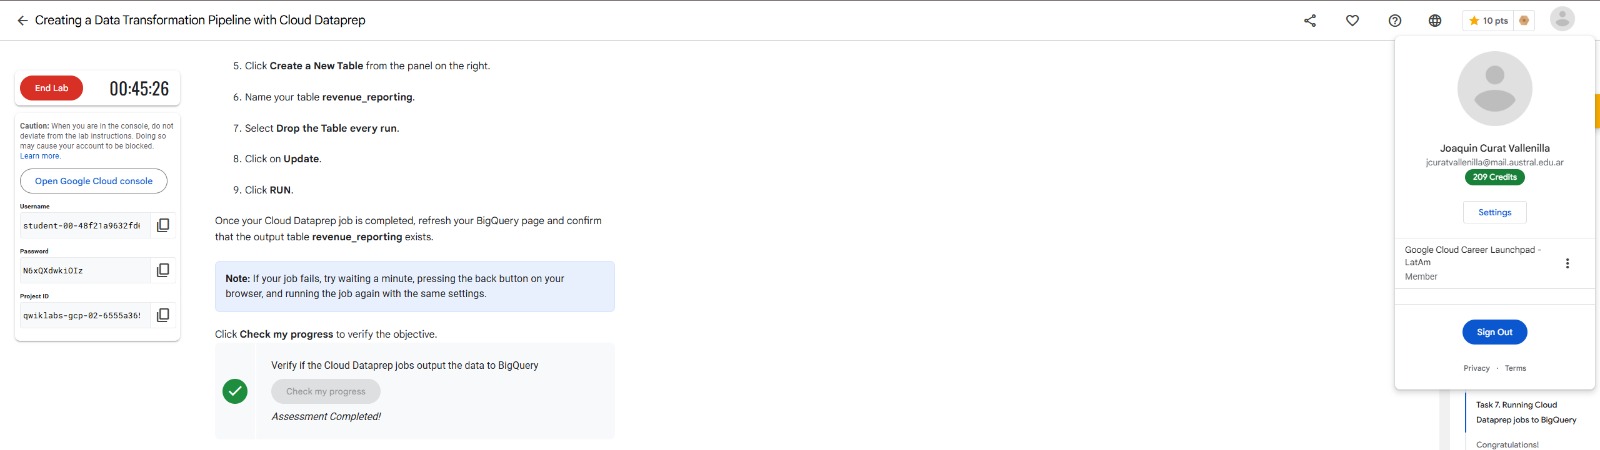 Creating a Data Transformation Pipeline with Cloud Dataprep
10 pts
End Lab
00:45:26
Caution: When you are in the console, do not
deviate from the lab instructions. Doing so
may cause your account to be blocked.
Learn more.
Open Google Cloud console
Username
student-00-48f21a9632fd
Password
N6xQXdwkiOIz
Project ID
qwiklabs-gcp-02-6555a36
5. Click Create a New Table from the panel on the right.
6. Name your table revenue_reporting.
7. Select Drop the Table every run.
8. Click on Update.
9. Click RUN.
Once your Cloud Dataprep job is completed, refresh your BigQuery page and confirm
that the output table revenue_reporting exists.
Note: If your job fails, try waiting a minute, pressing the back button on your
browser, and running the job again with the same settings.
Click Check my progress to verify the objective.
Verify if the Cloud Dataprep jobs output the data to BigQuery
Check my progress
Assessment Completed!
Joaquin Curat Vallenilla
jcuratvallenilla@mail.austral.edu.ar
209 Credits
Settings
Google Cloud Career Launchpad -
LatAm
Member
Sign Out
Privacy · Terms
Task 7. Running Cloud
Dataprep jobs to BigQuery
Congratulations!